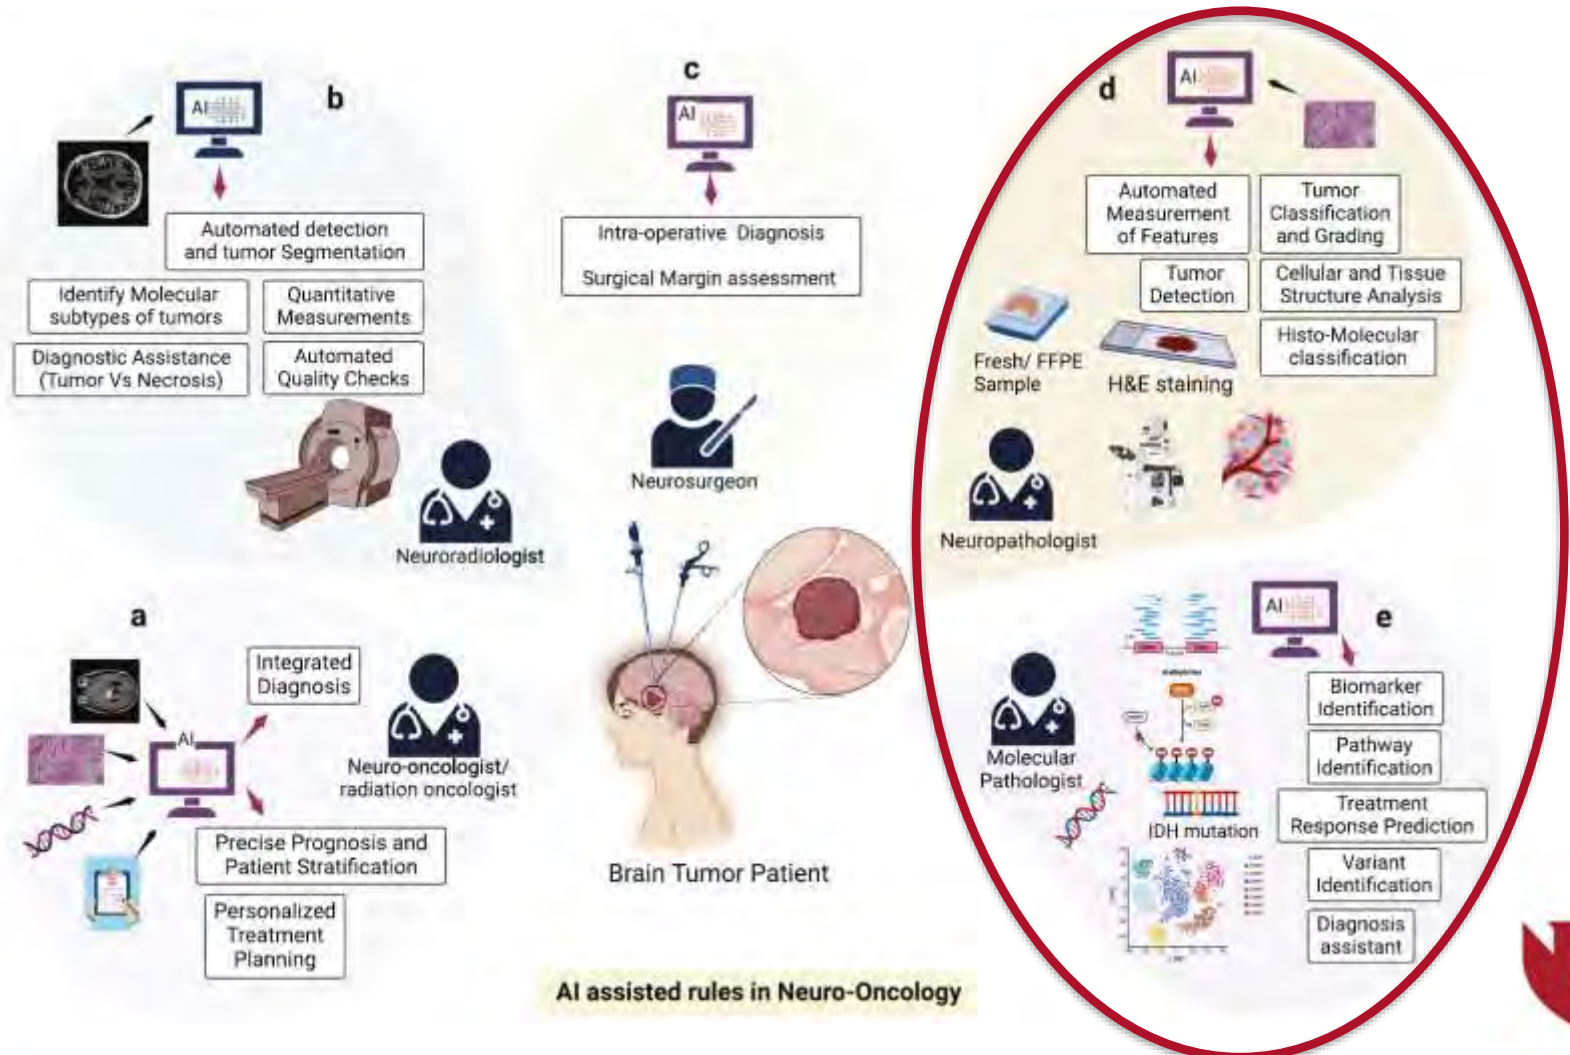 b
AI
Automated detection
and tumor Segmentation
Identify Molecular
subtypes of tumors
Quantitative
Measurements
Diagnostic Assistance
(Tumor Vs Necrosis)
Automated
Quality Checks
Neuroradiologist
a
AI
Integrated
Diagnosis
Neuro-oncologist/
radiation oncologist
Precise Prognosis and
Patient Stratification
Personalized
Treatment
Planning
c
AI
Intra-operative Diagnosis
Surgical Margin assessment
Neurosurgeon
Brain Tumor Patient
AI assisted rules in Neuro-Oncology
d
AI
Automated
Measurement
of Features
Tumor
Classification
and Grading
Tumor
Detection
Cellular and Tissue
Structure Analysis
Histo-Molecular
classification
Fresh/ FFPE
Sample
H&E staining
Neuropathologist
e
AI
Molecular
Pathologist
IDH mutation
Biomarker
Identification
Pathway
Identification
Treatment
Response Prediction
Variant
Identification
Diagnosis
assistant